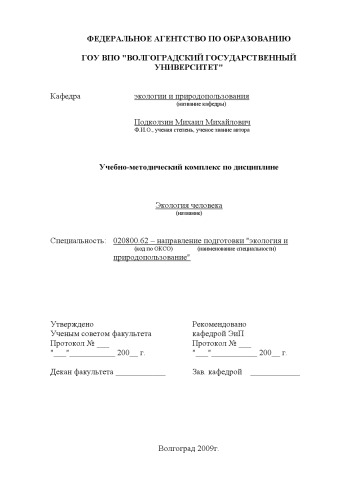 ФЕДЕРАЛЬНОЕ АГЕНТСТВО ПО ОБРАЗОВАНИЮ
ГОУ ВПО "ВОЛГОГРАДСКИЙ ГОСУДАРСТВЕННЫЙ
УНИВЕРСИТЕТ"
Кафедра экологии и природопользования
(название кафедры)
Подколзин Михаил Михайлович
Ф.И.О., ученая степень, ученое звание автора
Учебно-методический комплекс по дисциплине
Экология человека
(название)
Специальность: 020800.62 – направление подготовки "экология и
(код по ОКСО) (наименование специальности)
природопользование"
Утверждено Рекомендовано
Ученым советом факультета кафедрой ЭиП
Протокол № ___ Протокол № ___
"___"___________ 200__ г. "___"___________ 200__ г.
Декан факультета ____________ Зав. кафедрой ____________
Волгоград 2009г.